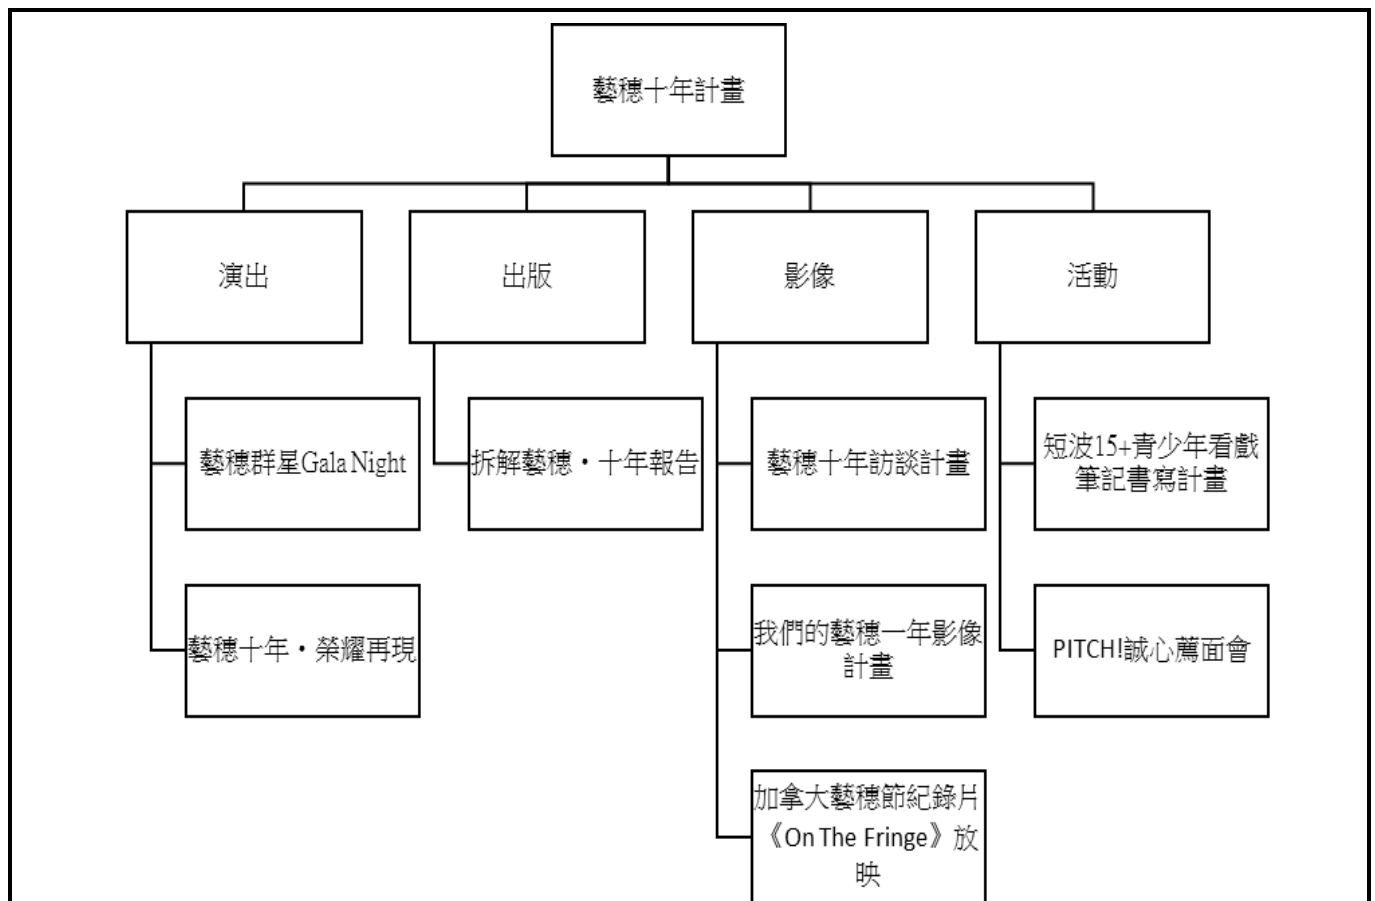 藝穗十年計畫
演出
出版
影像
活動
藝穗群星Gala Night
拆解藝穗・十年報告
藝穗十年訪談計畫
短波15+青少年看戲
筆記書寫計畫
藝穗十年・榮耀再現
我們的藝穗一年影像
計畫
PITCH!誠心薦面會
加拿大藝穗節紀錄片
《On The Fringe》放
映